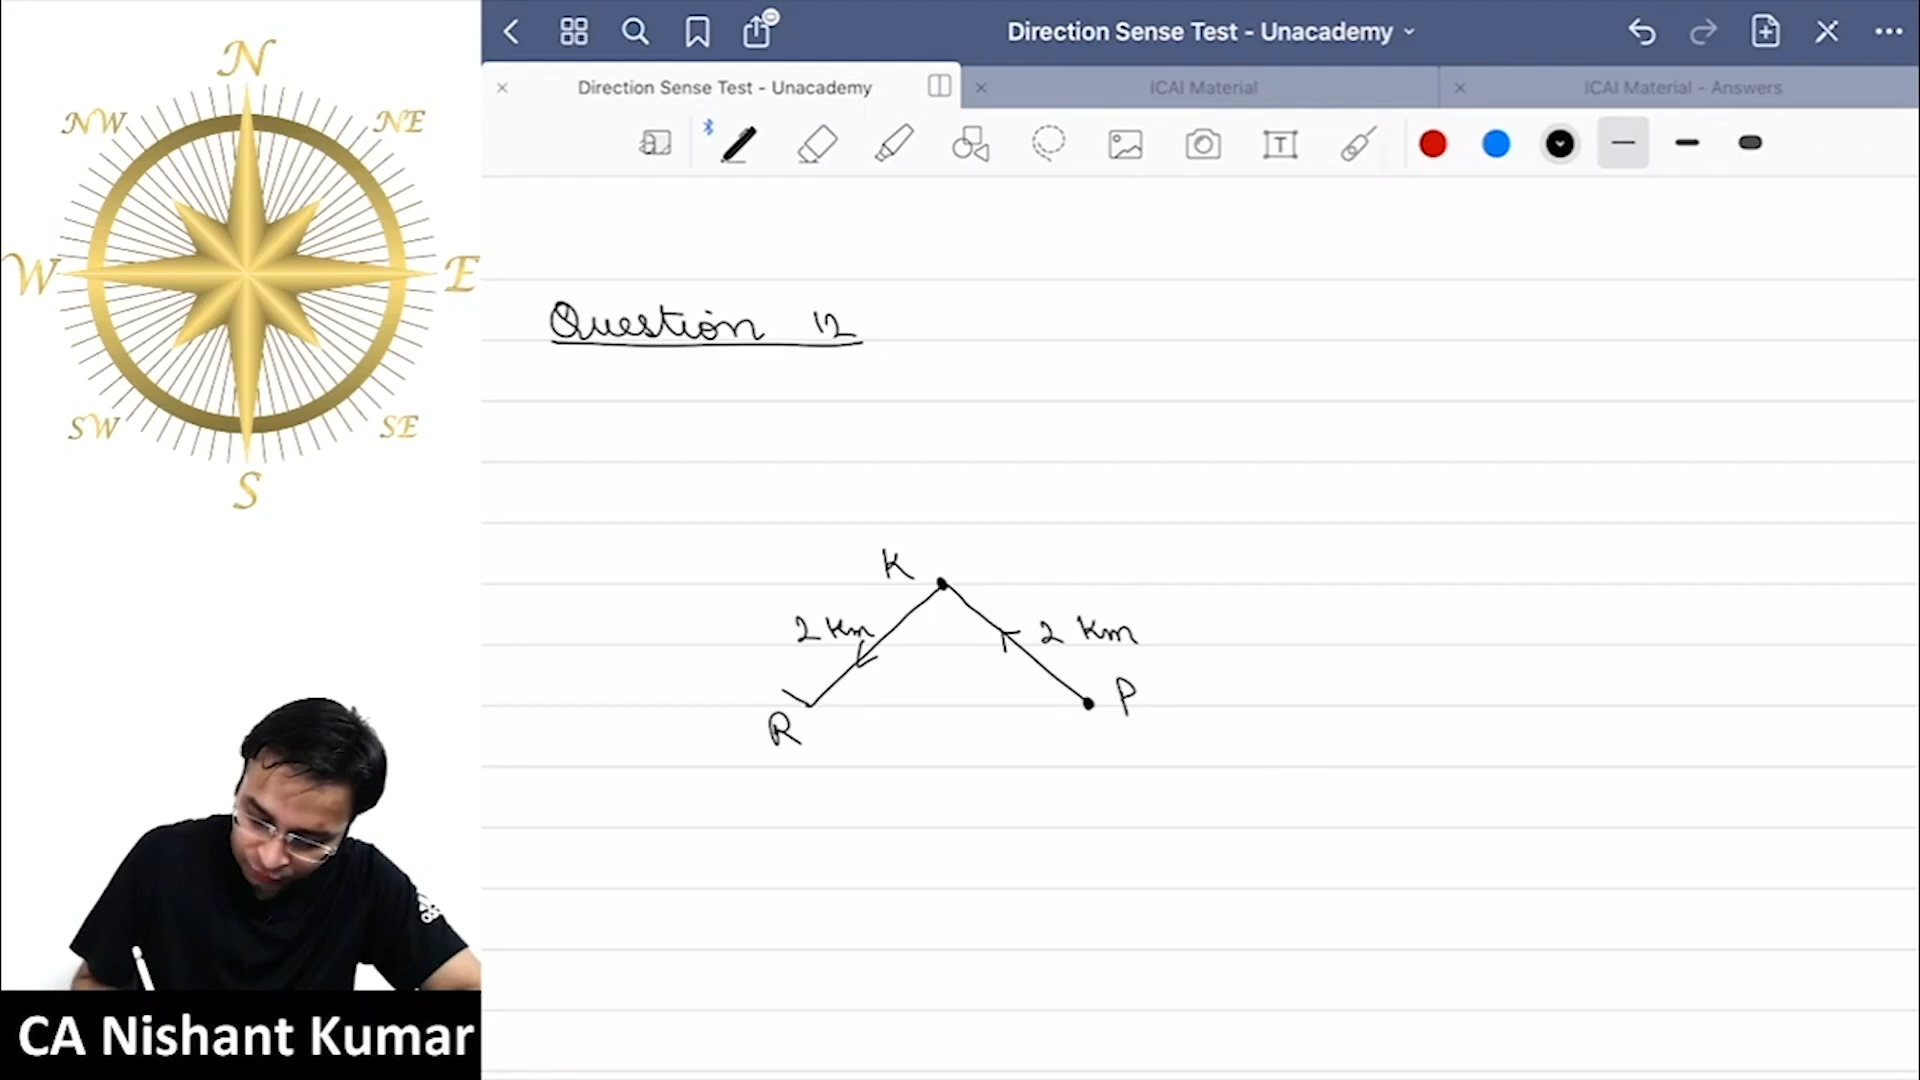 N
NW
NE
W
E
SW
SE
S
CA Nishant Kumar
Direction Sense Test - Unacademy
Direction Sense Test - Unacademy
ICAI Material
ICAI Material - Answers
Question 12
K
2 Km
2 Km
P
R